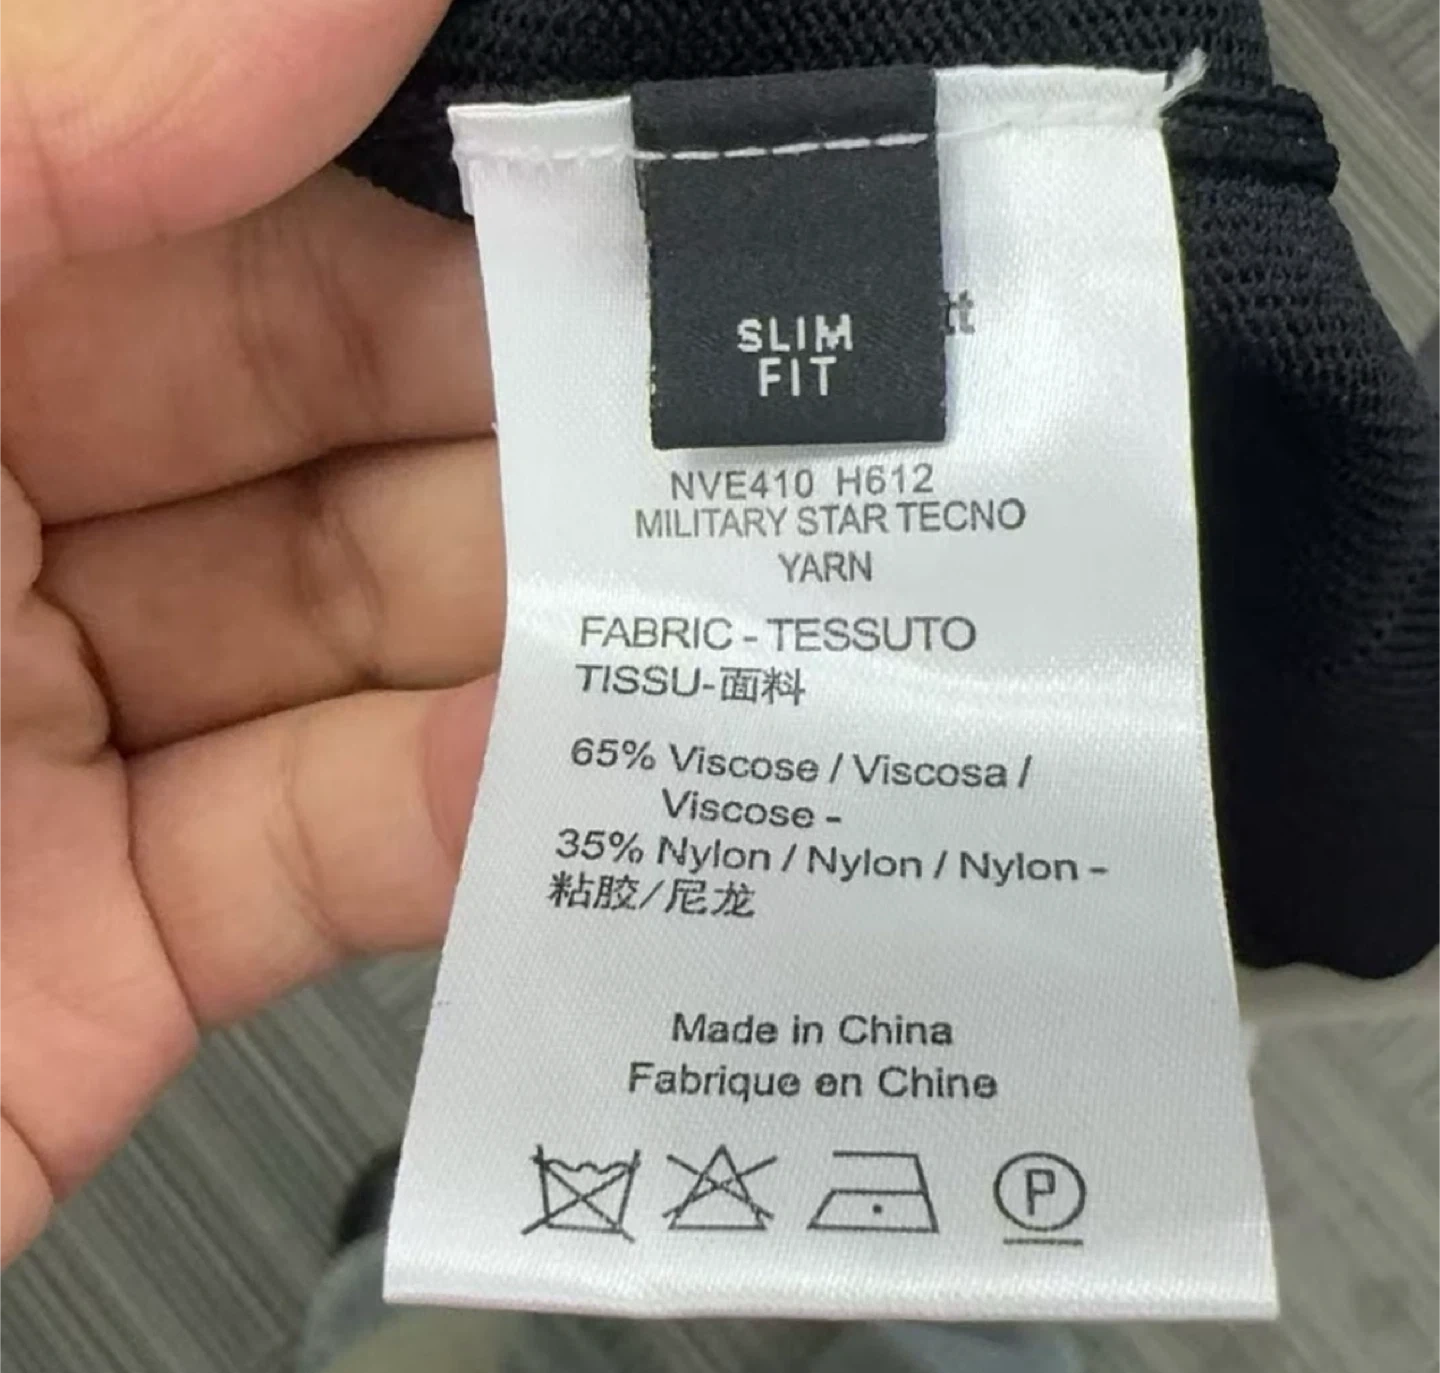 SLIM
FIT
tt
NVE410 H612
MILITARY STAR TECNO
YARN
FABRIC - TESSUTO
TISSU-面料
65% Viscose / Viscosa /
Viscose -
35% Nylon / Nylon / Nylon -
粘胶/尼龙
Made in China
Fabrique en Chine
P